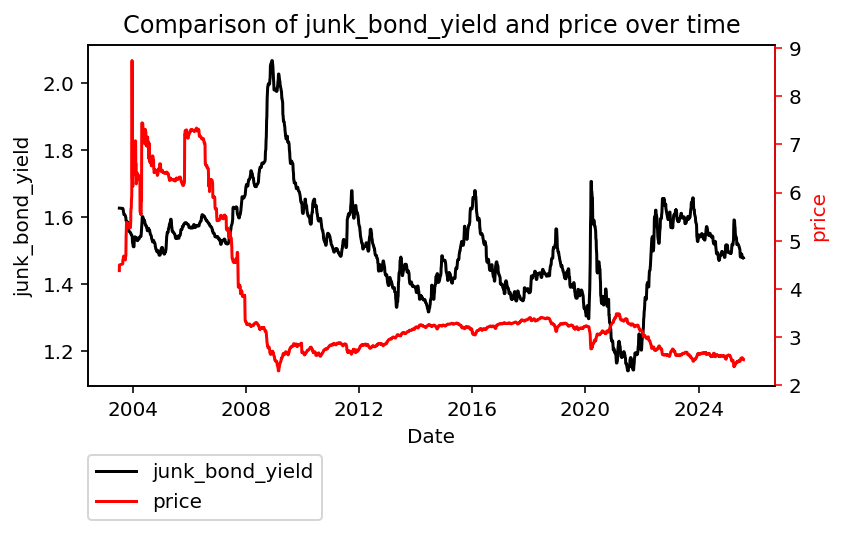 Comparison of junk_bond_yield and price over time
junk_bond_yield
2.0
1.8
1.6
1.4
1.2
9
8
7
6
5
4
3
2
price
2004 2008 2012 2016 2020 2024
Date
junk_bond_yield
price